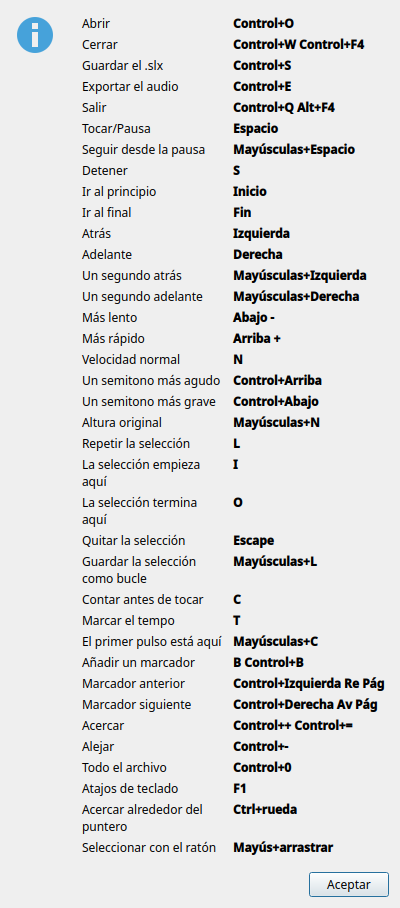 Abrir Control+O
Cerrar Control+W Control+F4
Guardar el .slx Control+S
Exportar el audio Control+E
Salir Control+Q Alt+F4
Tocar/Pausa Espacio
Seguir desde la pausa Mayúsculas+Espacio
Detener S
Ir al principio Inicio
Ir al final Fin
Atrás Izquierda
Adelante Derecha
Un segundo atrás Mayúsculas+Izquierda
Un segundo adelante Mayúsculas+Derecha
Más lento Abajo -
Más rápido Arriba +
Velocidad normal N
Un semitono más agudo Control+Arriba
Un semitono más grave Control+Abajo
Altura original Mayúsculas+N
Repetir la selección L
La selección empieza I
aquí
La selección termina O
aquí
Quitar la selección Escape
Guardar la selección Mayúsculas+L
como bucle
Contar antes de tocar C
Marcar el tempo T
El primer pulso está aquí Mayúsculas+C
Añadir un marcador B Control+B
Marcador anterior Control+Izquierda Re Pág
Marcador siguiente Control+Derecha Av Pág
Acercar Control++ Control+=
Alejar Control+-
Todo el archivo Control+0
Atajos de teclado F1
Acercar alrededor del Ctrl+rueda
puntero
Seleccionar con el ratón Mayús+arrastrar
Aceptar